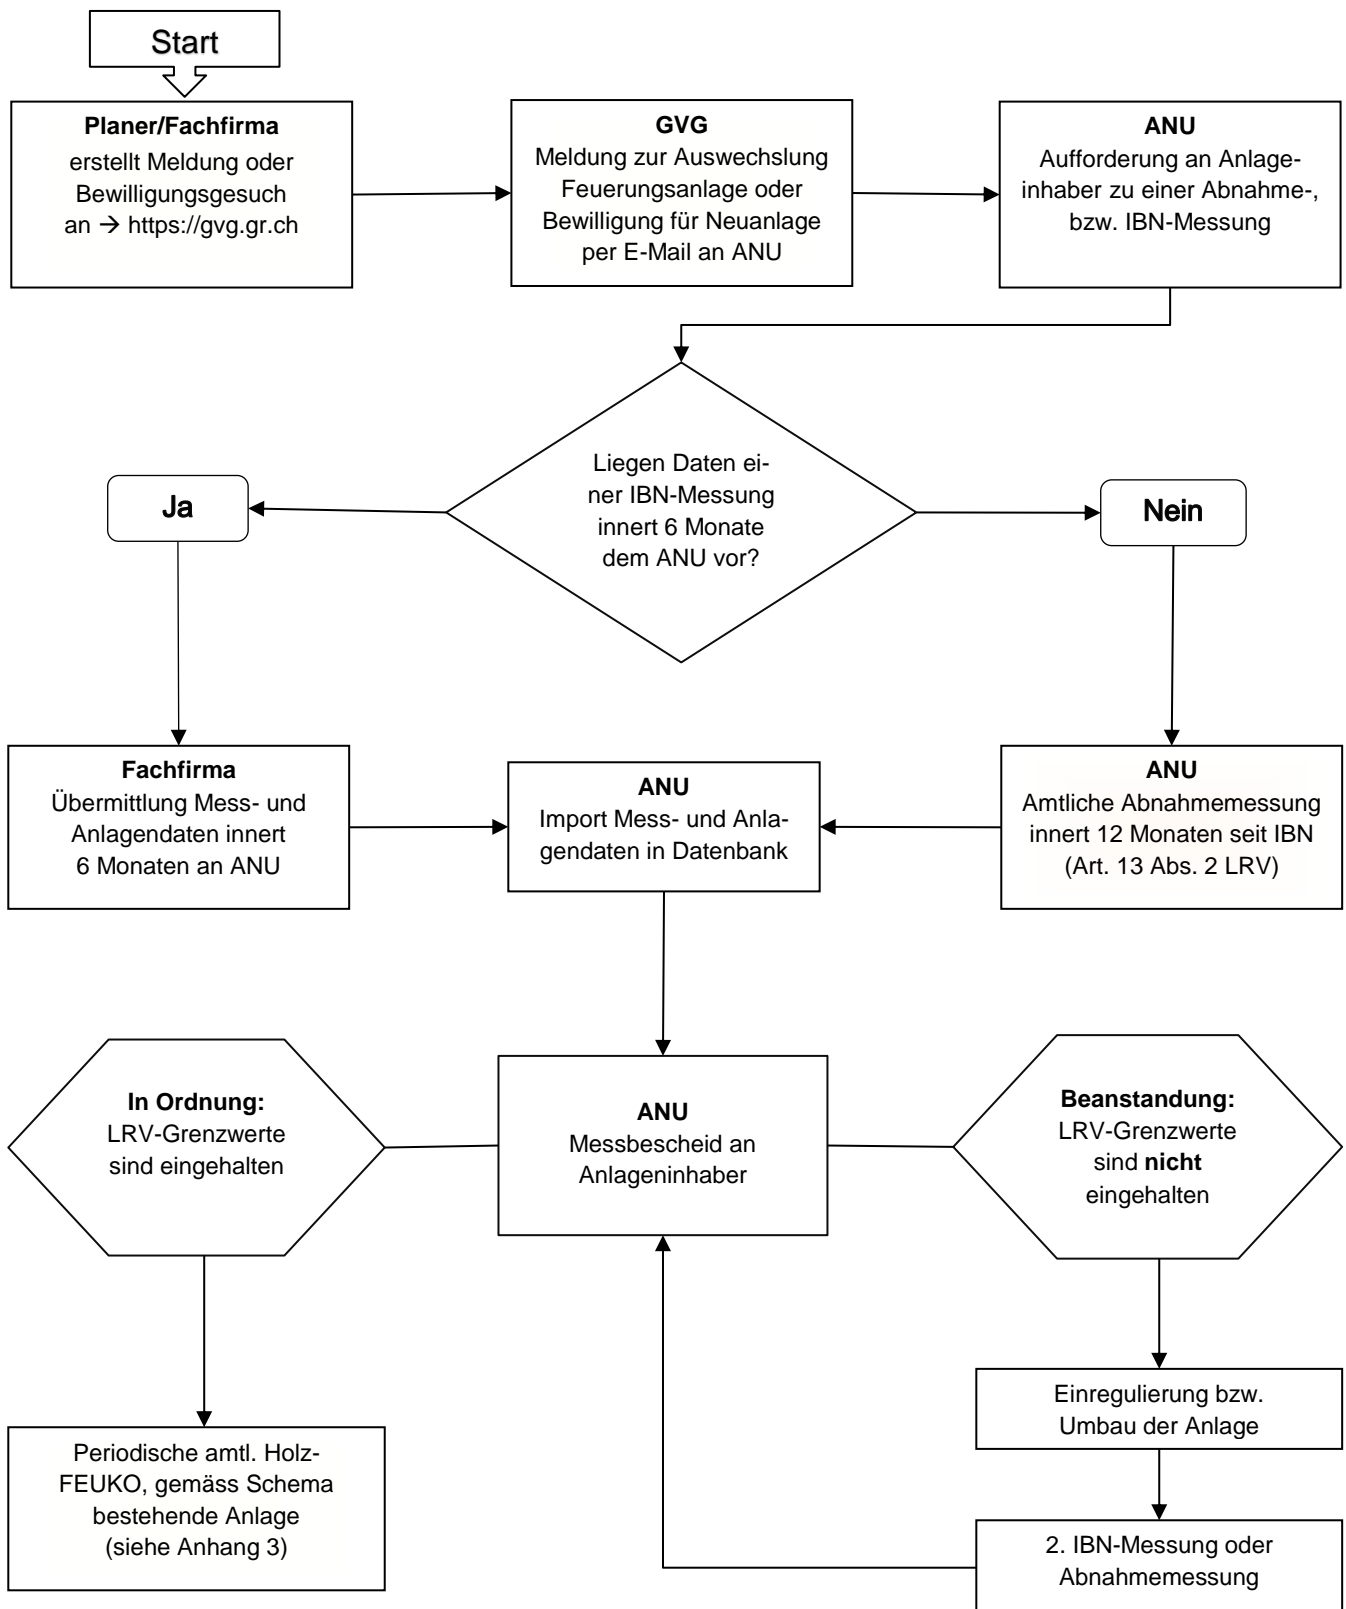 Start
Planer/Fachfirma
erstellt Meldung oder
Bewilligungsgesuch
an → https://gvg.gr.ch
GVG
Meldung zur Auswechslung
Feuerungsanlage oder
Bewilligung für Neuanlage
per E-Mail an ANU
ANU
Aufforderung an Anlage-
inhaber zu einer Abnahme-,
bzw. IBN-Messung
Liegen Daten ei-
ner IBN-Messung
innert 6 Monate
dem ANU vor?
Ja
Nein
Fachfirma
Übermittlung Mess- und
Anlagendaten innert
6 Monaten an ANU
ANU
Import Mess- und Anla-
gendaten in Datenbank
ANU
Amtliche Abnahmemessung
innert 12 Monaten seit IBN
(Art. 13 Abs. 2 LRV)
In Ordnung:
LRV-Grenzwerte
sind eingehalten
ANU
Messbescheid an
Anlageninhaber
Beanstandung:
LRV-Grenzwerte
sind nicht
eingehalten
Einregulierung bzw.
Umbau der Anlage
Periodische amtl. Holz-
FEUKO, gemäss Schema
bestehende Anlage
(siehe Anhang 3)
2. IBN-Messung oder
Abnahmemessung